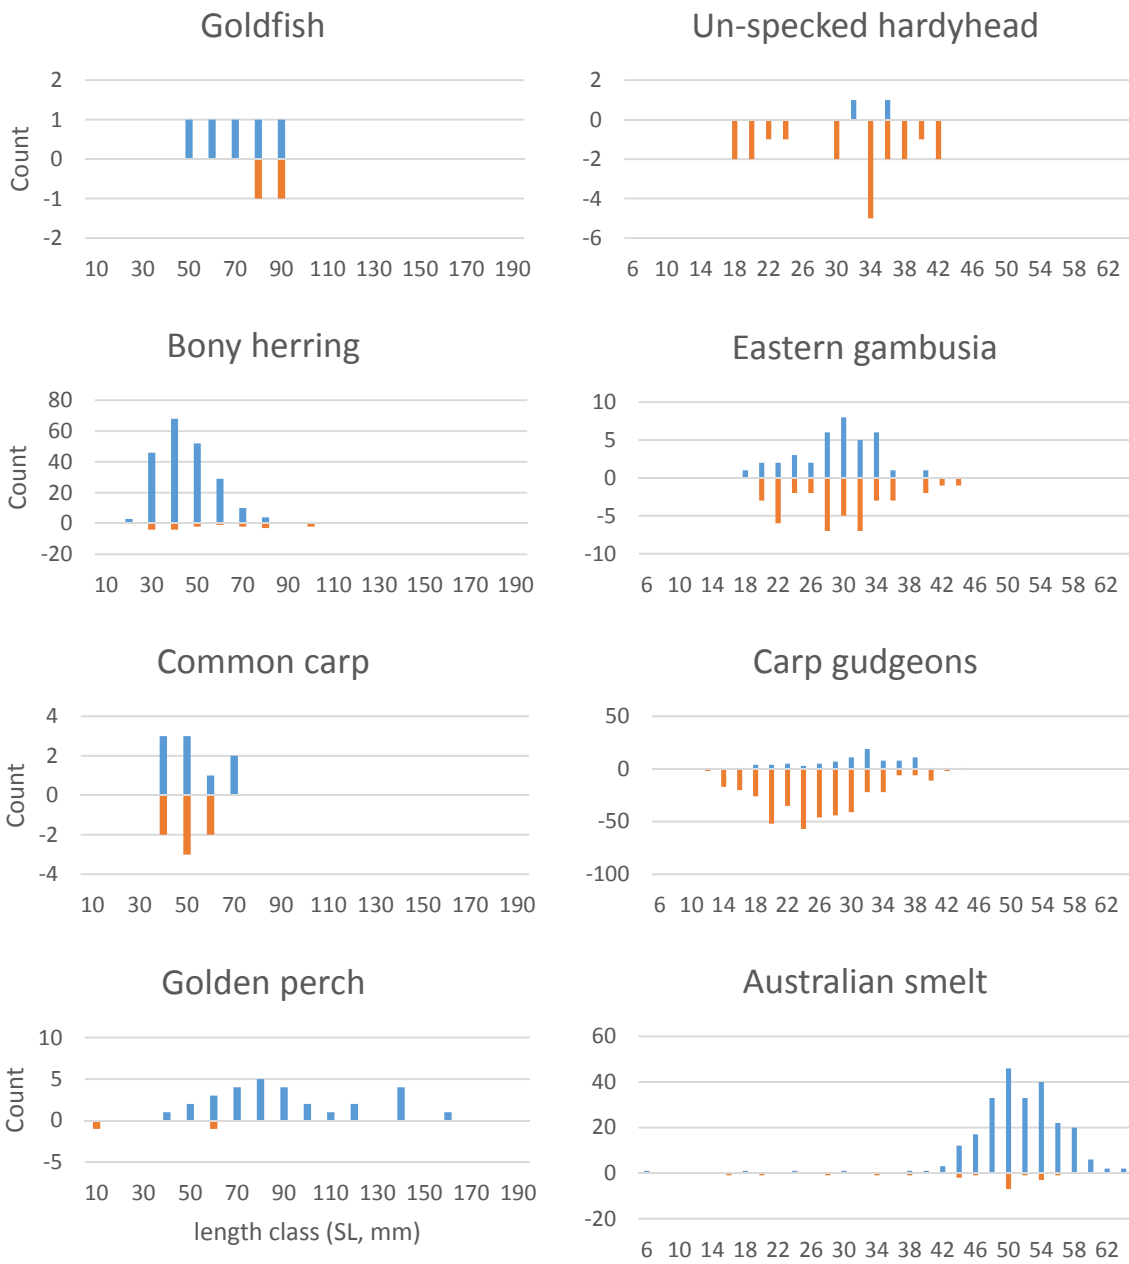 Goldfish
2
1
0
-1
-2
Count
10 30 50 70 90 110 130 150 170 190
Un-specked hardyhead
2
0
-2
-4
-6
6 10 14 18 22 26 30 34 38 42 46 50 54 58 62
Bony herring
80
60
40
20
0
-20
Count
10 30 50 70 90 110 130 150 170 190
Eastern gambusia
10
5
0
-5
-10
6 10 14 18 22 26 30 34 38 42 46 50 54 58 62
Common carp
4
2
0
-2
-4
Count
10 30 50 70 90 110 130 150 170 190
Carp gudgeons
50
0
-50
-100
6 10 14 18 22 26 30 34 38 42 46 50 54 58 62
Golden perch
10
5
0
-5
Count
10 30 50 70 90 110 130 150 170 190
length class (SL, mm)
Australian smelt
60
40
20
0
-20
6 10 14 18 22 26 30 34 38 42 46 50 54 58 62